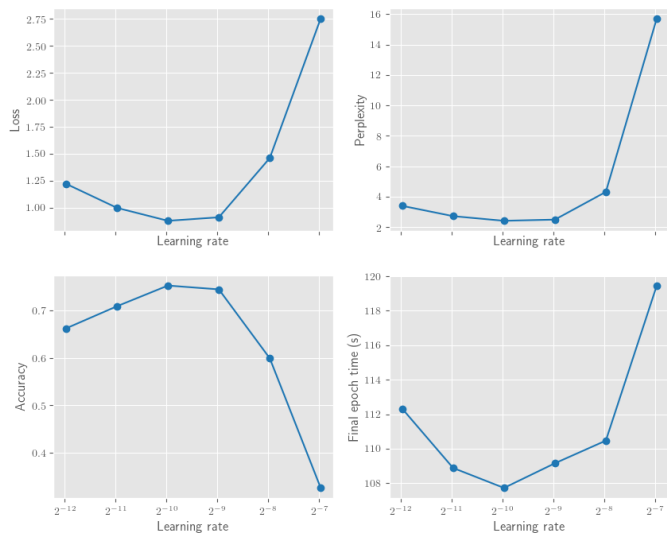 2.75
2.50
2.25
2.00
1.75
1.50
1.25
1.00
Loss
Learning rate
16
14
12
10
8
6
4
2
Perplexity
Learning rate
0.7
0.6
0.5
0.4
Accuracy
2^{-12} 2^{-11} 2^{-10} 2^{-9} 2^{-8} 2^{-7}
Learning rate
120
118
116
114
112
110
108
Final epoch time (s)
2^{-12} 2^{-11} 2^{-10} 2^{-9} 2^{-8} 2^{-7}
Learning rate